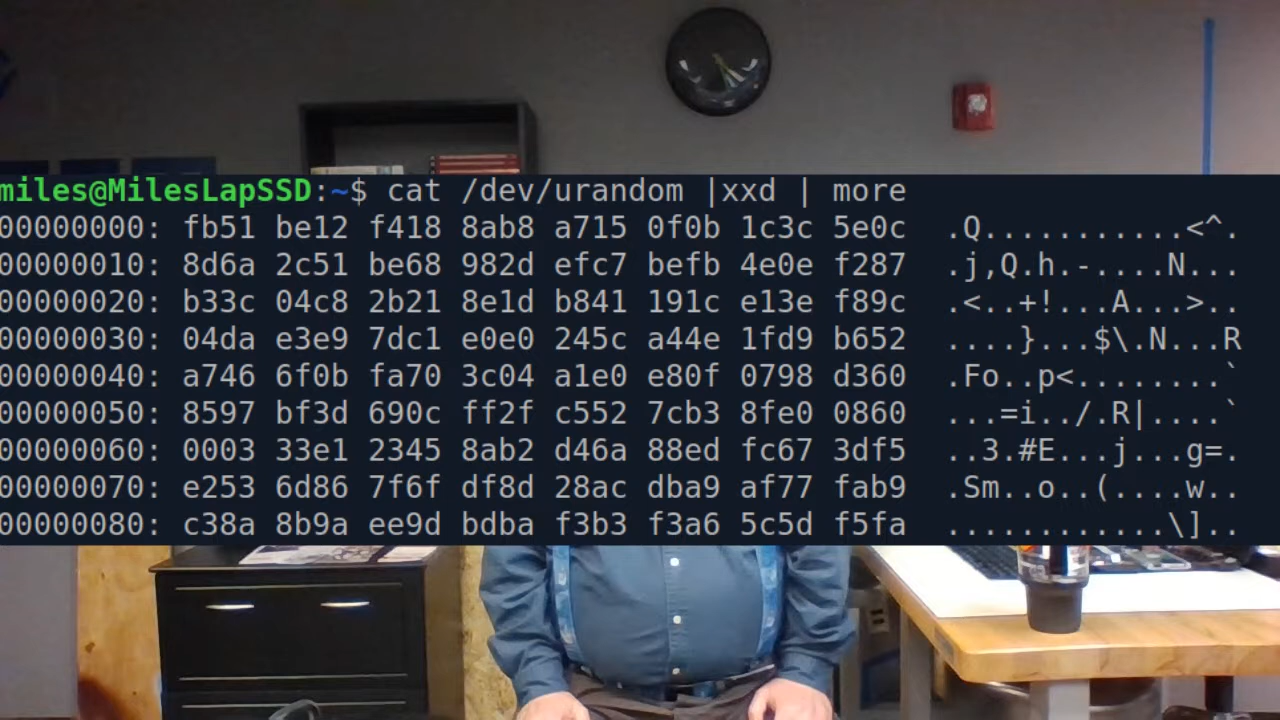 miles@MilesLapSSD:~$ cat /dev/urandom |xxd | more
00000000: fb51 be12 f418 8ab8 a715 0f0b 1c3c 5e0c  .Q...........<^.
00000010: 8d6a 2c51 be68 982d efc7 befb 4e0e f287  .j,Q.h.-....N...
00000020: b33c 04c8 2b21 8e1d b841 191c e13e f89c  .<..+!...A...>..
00000030: 04da e3e9 7dc1 e0e0 245c a44e 1fd9 b652  ....}...$\.N...R
00000040: a746 6f0b fa70 3c04 a1e0 e80f 0798 d360  .Fo..p<........`
00000050: 8597 bf3d 690c ff2f c552 7cb3 8fe0 0860  ...=i../.R|....`
00000060: 0003 33e1 2345 8ab2 d46a 88ed fc67 3df5  ..3.#E...j...g=.
00000070: e253 6d86 7f6f df8d 28ac dba9 af77 fab9  .Sm..o..(....w..
00000080: c38a 8b9a ee9d bdba f3b3 f3a6 5c5d f5fa  ............\]..